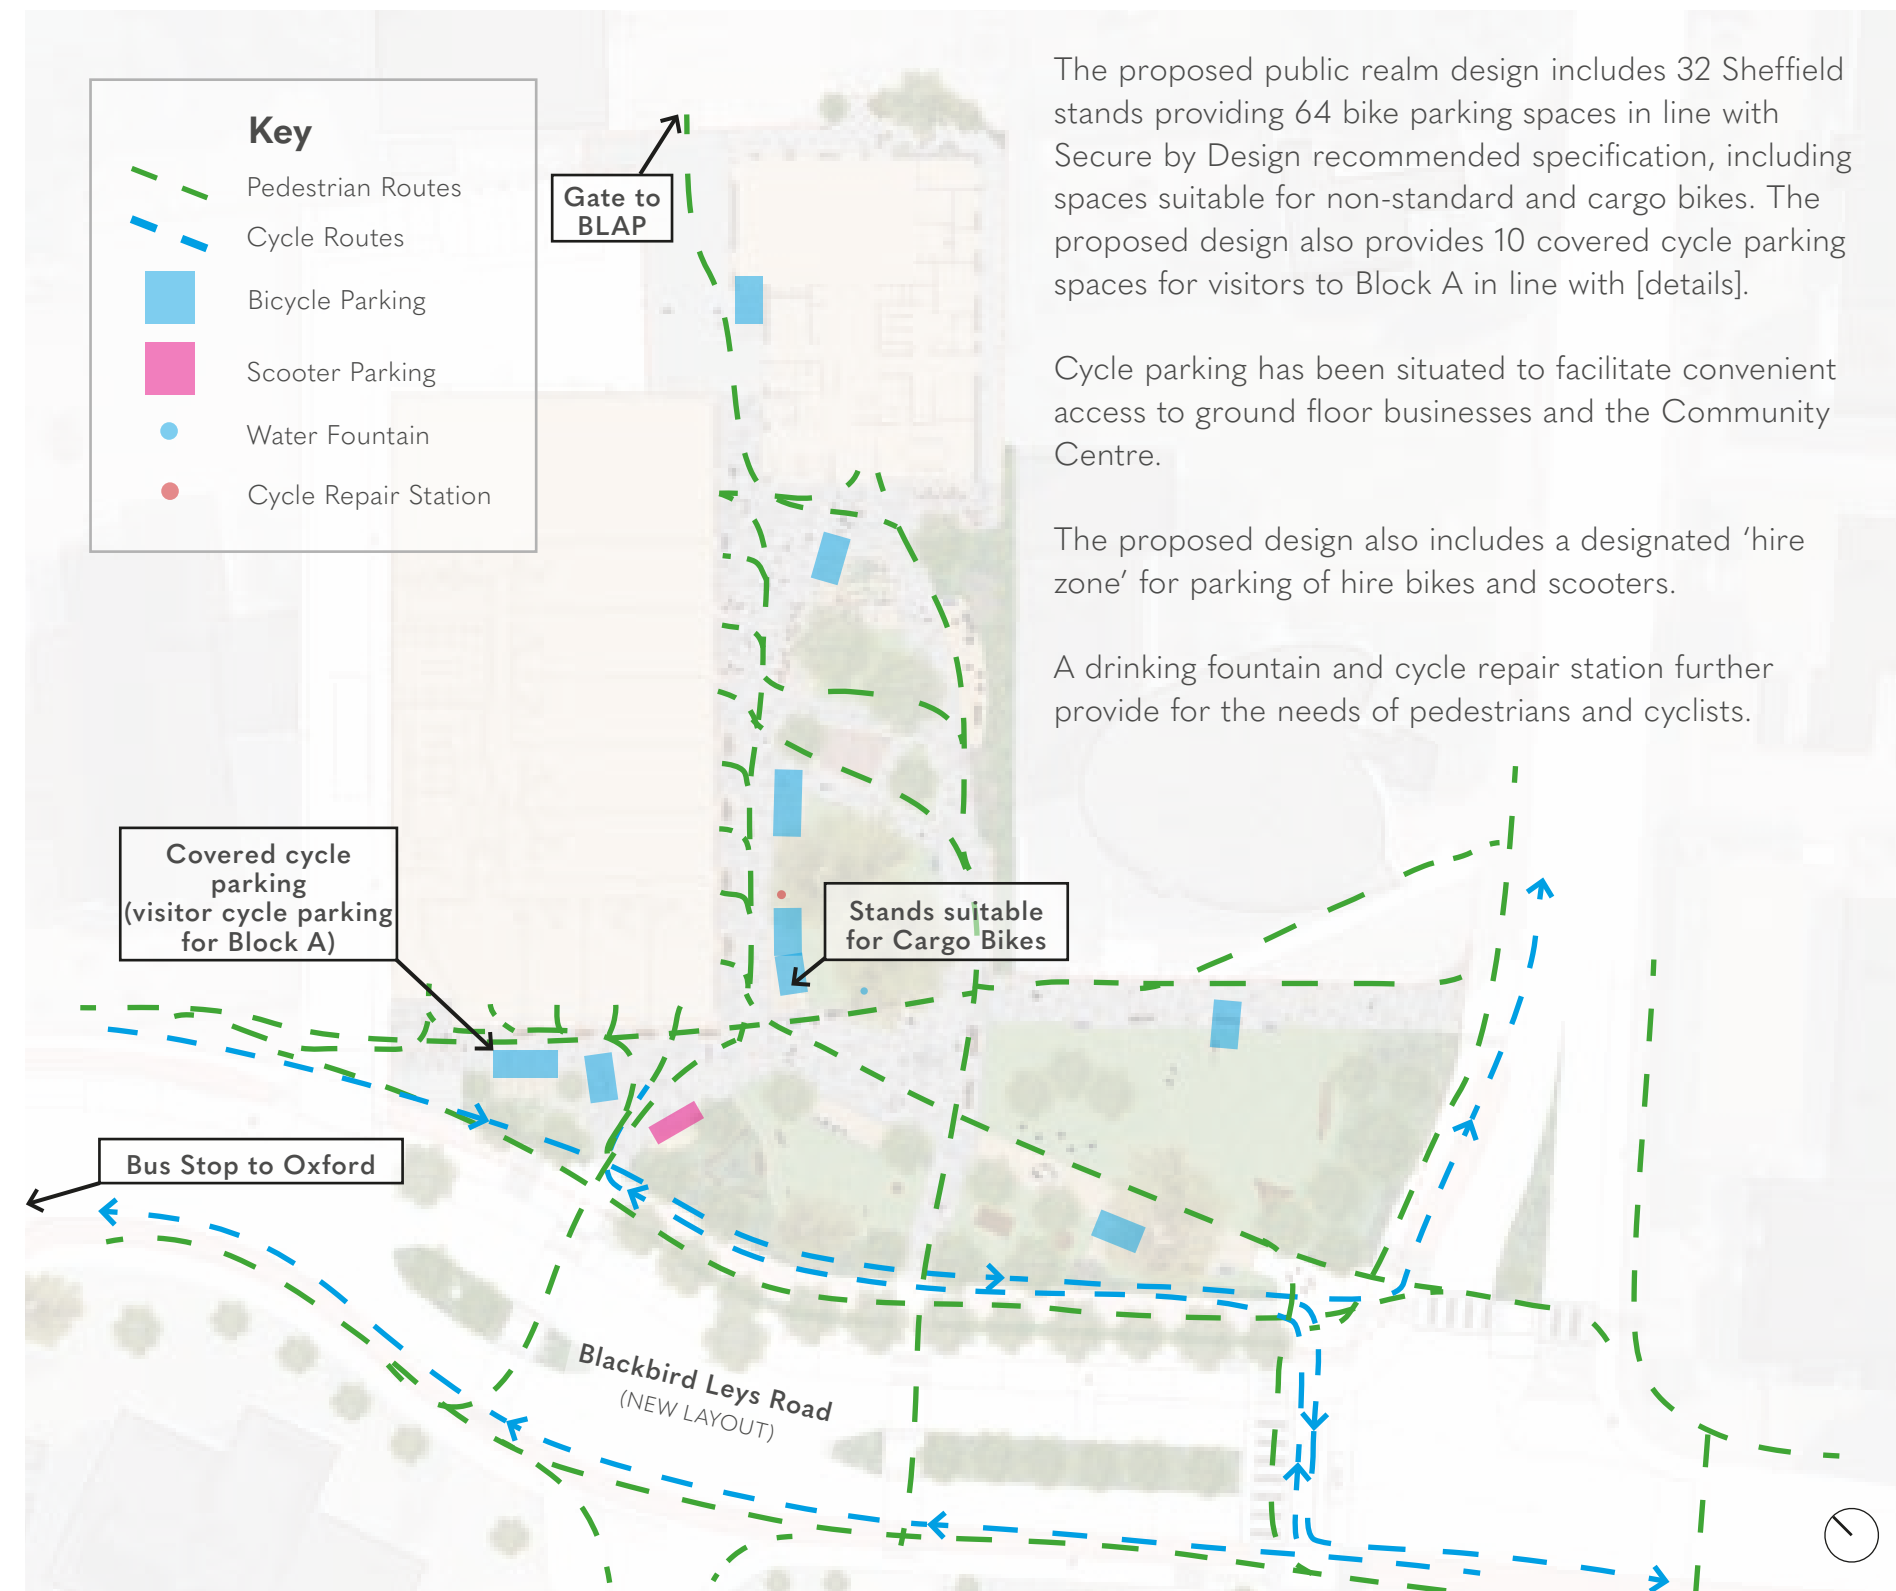 Key
Pedestrian Routes
Cycle Routes
Bicycle Parking
Scooter Parking
Water Fountain
Cycle Repair Station
Gate to
BLAP
The proposed public realm design includes 32 Sheffield
stands providing 64 bike parking spaces in line with
Secure by Design recommended specification, including
spaces suitable for non-standard and cargo bikes. The
proposed design also provides 10 covered cycle parking
spaces for visitors to Block A in line with [details].
Cycle parking has been situated to facilitate convenient
access to ground floor businesses and the Community
Centre.
The proposed design also includes a designated ‘hire
zone’ for parking of hire bikes and scooters.
A drinking fountain and cycle repair station further
provide for the needs of pedestrians and cyclists.
Covered cycle
parking
(visitor cycle parking
for Block A)
Stands suitable
for Cargo Bikes
Bus Stop to Oxford
Blackbird Leys Road
(NEW LAYOUT)